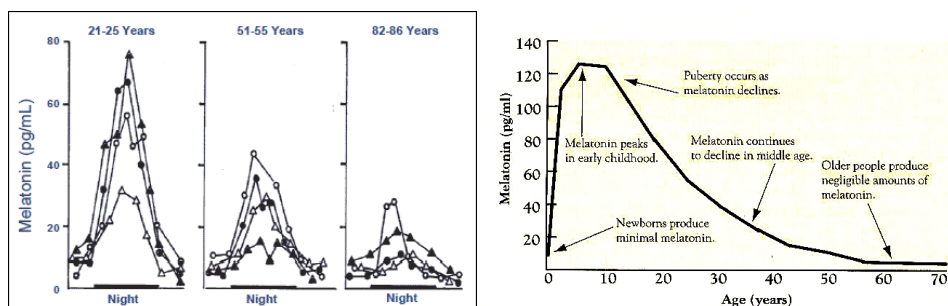 21-25 Years
51-55 Years
82-86 Years
80
60
40
20
0
Melatonin (pg/mL)
Night
Night
Night
140
120
100
80
60
40
20
Melatonin (pg/ml)
Puberty occurs as
melatonin declines.
Melatonin peaks
in early childhood.
Melatonin continues
to decline in middle age.
Older people produce
negligible amounts of
melatonin.
Newborns produce
minimal melatonin.
0
10
20
30
40
50
60
70
Age (years)